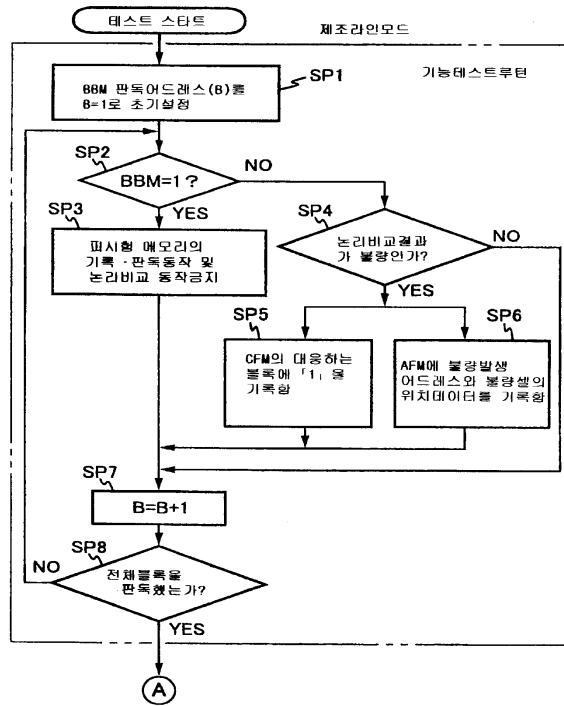 테스트 스타트
제조라인모드
SP1
기능테스트루틴
BBM 판독어드레스(B)를
B=1로 초기설정
SP2
NO
BBM=1?
SP3
YES
SP4
피시험 메모리의
기록·판독동작 및
논리비교 동작금지
논리비교결과
가 불량인가?
NO
YES
SP5
SP6
CFM의 대응하는
블록에 「1」을
기록함
AFM에 불량발생
어드레스와 불량셀의
위치데이터를 기록함
SP7
B=B+1
SP8
NO
전체블록을
판독했는가?
YES
A